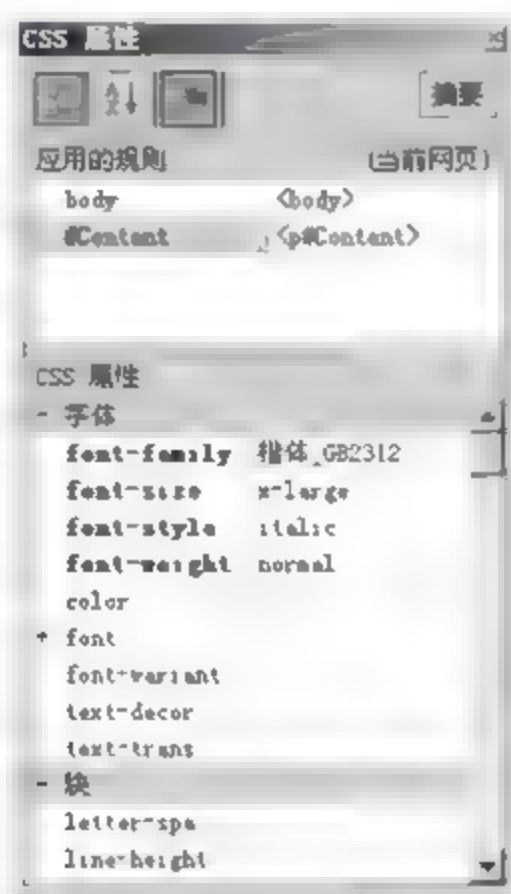 CSS 属性
摘要
应用的规则 (当前网页)
body <body>
#Content <p#Content>
CSS 属性
- 字体
font-family 楷体_GB2312
font-size x-large
font-style italic
font-weight normal
color
+ font
font-variant
text-decor
text-trans
- 块
letter-spa
line-height